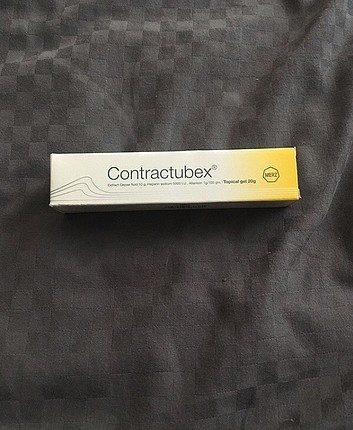 Contractubex®
Extract Cepae fluid 10 g, Heparin sodium 5000 I.U., Allantoin 1g/100 gm. Topical gel 20g
MERZ